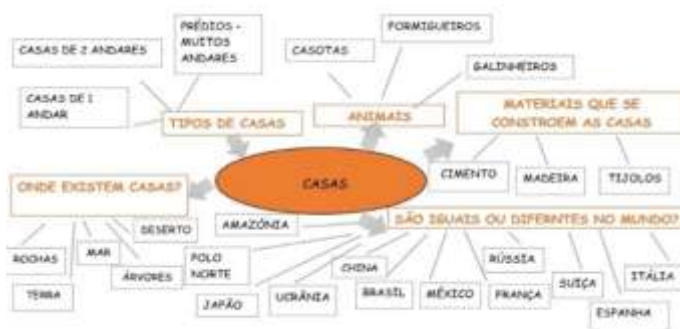 CASAS DE 2 ANDARES
PRÉDIOS -
MUITOS
ANDARES
CASAS DE 1
ANDAR
TIPOS DE CASAS
CASOTAS
FORMIGUEIROS
GALINHEIROS
ANIMAIS
MATERIAIS QUE SE
CONSTROEM AS CASAS
CIMENTO
MADEIRA
TIJOLOS
CASAS
ONDE EXISTEM CASAS?
ROCHAS
TERRA
MAR
ÁRVORES
DESERTO
SÃO IGUAIS OU DIFERNTES NO MUNDO?
AMAZÓNIA
POLO
NORTE
JAPÃO
UCRÂNIA
CHINA
BRASIL
MÉXICO
RÚSSIA
FRANÇA
SUIÇA
ESPANHA
ITÁLIA